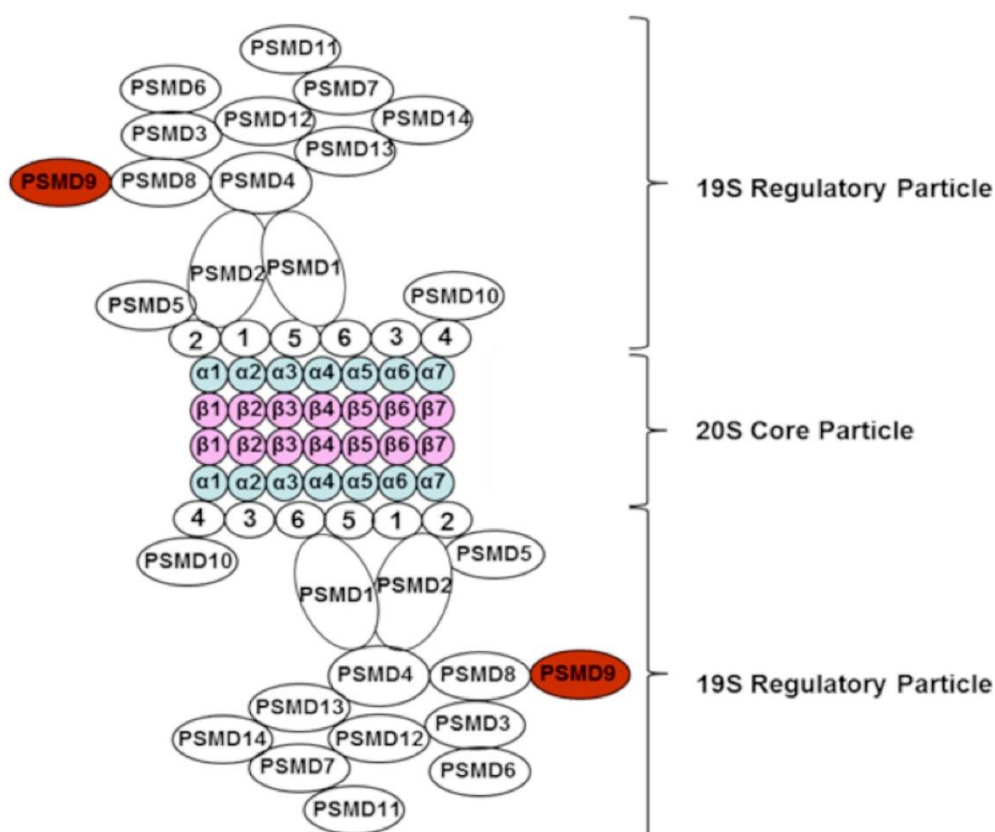 PSMD11
PSMD6 PSMD7
PSMD12 PSMD14
PSMD3 PSMD13
PSMD9 PSMD8 PSMD4 19S Regulatory Particle
PSMD2 PSMD1
PSMD5 PSMD10
2 1 5 6 3 4
α1 α2 α3 α4 α5 α6 α7
β1 β2 β3 β4 β5 β6 β7
20S Core Particle
β1 β2 β3 β4 β5 β6 β7
α1 α2 α3 α4 α5 α6 α7
4 3 6 5 1 2
PSMD10 PSMD5
PSMD1 PSMD2
PSMD4 PSMD8 PSMD9 19S Regulatory Particle
PSMD13 PSMD3
PSMD14 PSMD12
PSMD7 PSMD6
PSMD11